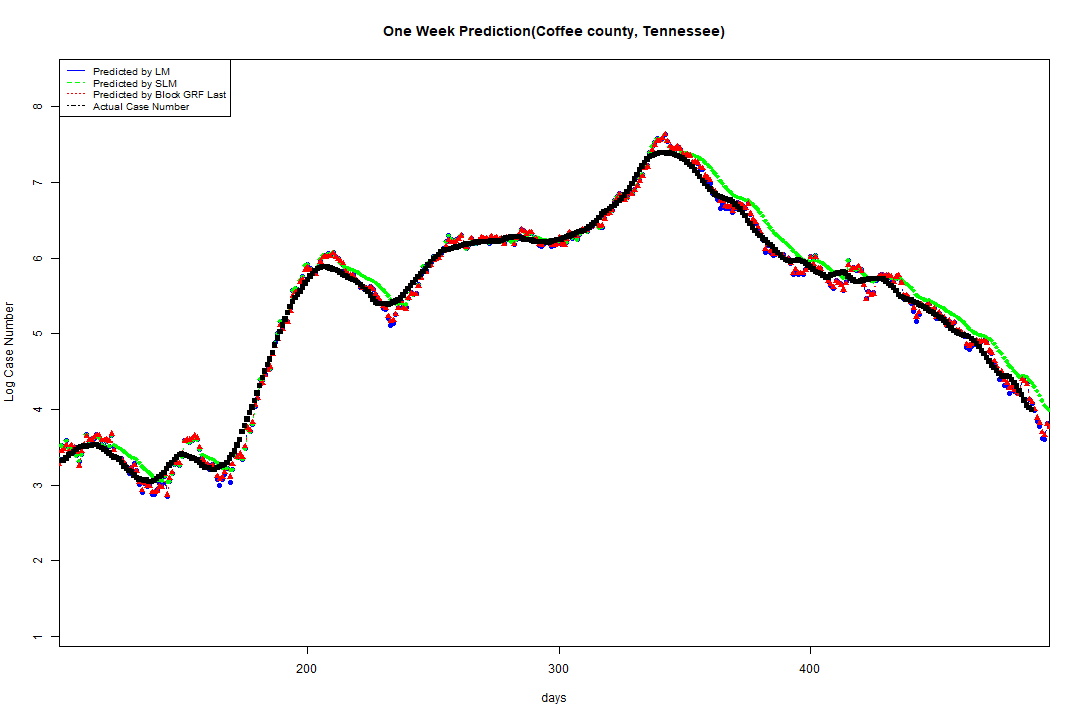 One Week Prediction(Coffee county, Tennessee)
Predicted by LM
Predicted by SLM
Predicted by Block GRF Last
Actual Case Number
8
7
6
5
4
3
2
1
Log Case Number
200 300 400
days